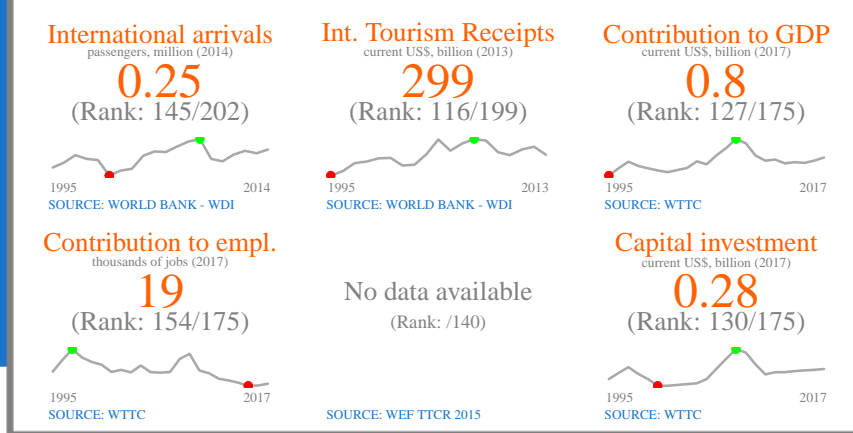 International arrivals
passengers, million (2014)
0.25
(Rank: 145/202)
1995 2014
SOURCE: WORLD BANK - WDI
Int. Tourism Receipts
current US$, billion (2013)
299
(Rank: 116/199)
1995 2013
SOURCE: WORLD BANK - WDI
Contribution to GDP
current US$, billion (2017)
0.8
(Rank: 127/175)
1995 2017
SOURCE: WTTC
Contribution to empl.
thousands of jobs (2017)
19
(Rank: 154/175)
1995 2017
SOURCE: WTTC
No data available
(Rank: /140)
SOURCE: WEF TTCR 2015
Capital investment
current US$, billion (2017)
0.28
(Rank: 130/175)
1995 2017
SOURCE: WTTC